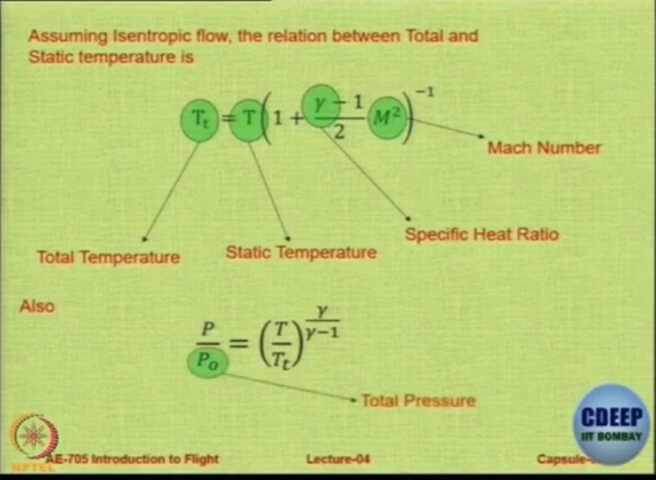 Assuming Isentropic flow, the relation between Total and
Static temperature is
Tₜ = T(1 + (γ − 1)/2 M²)⁻¹
Mach Number
Specific Heat Ratio
Total Temperature
Static Temperature
Also
P/Pₒ = (T/Tₜ)^(γ/(γ−1))
Total Pressure
CDEEP
IIT BOMBAY
NPTEL
AE-705 Introduction to Flight
Lecture-04